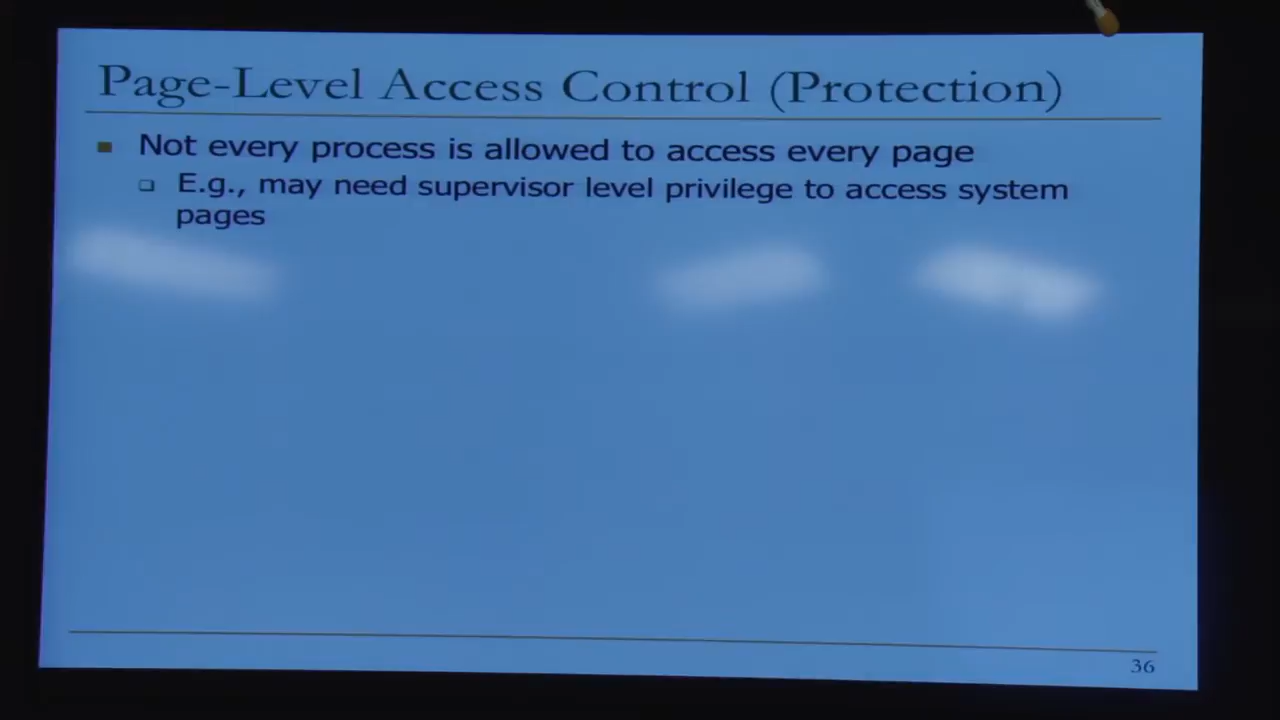 Page-Level Access Control (Protection)
Not every process is allowed to access every page
E.g., may need supervisor level privilege to access system
pages
36